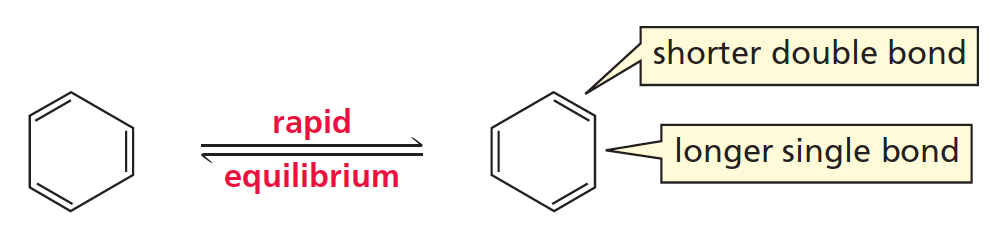 shorter double bond
rapid
equilibrium
longer single bond